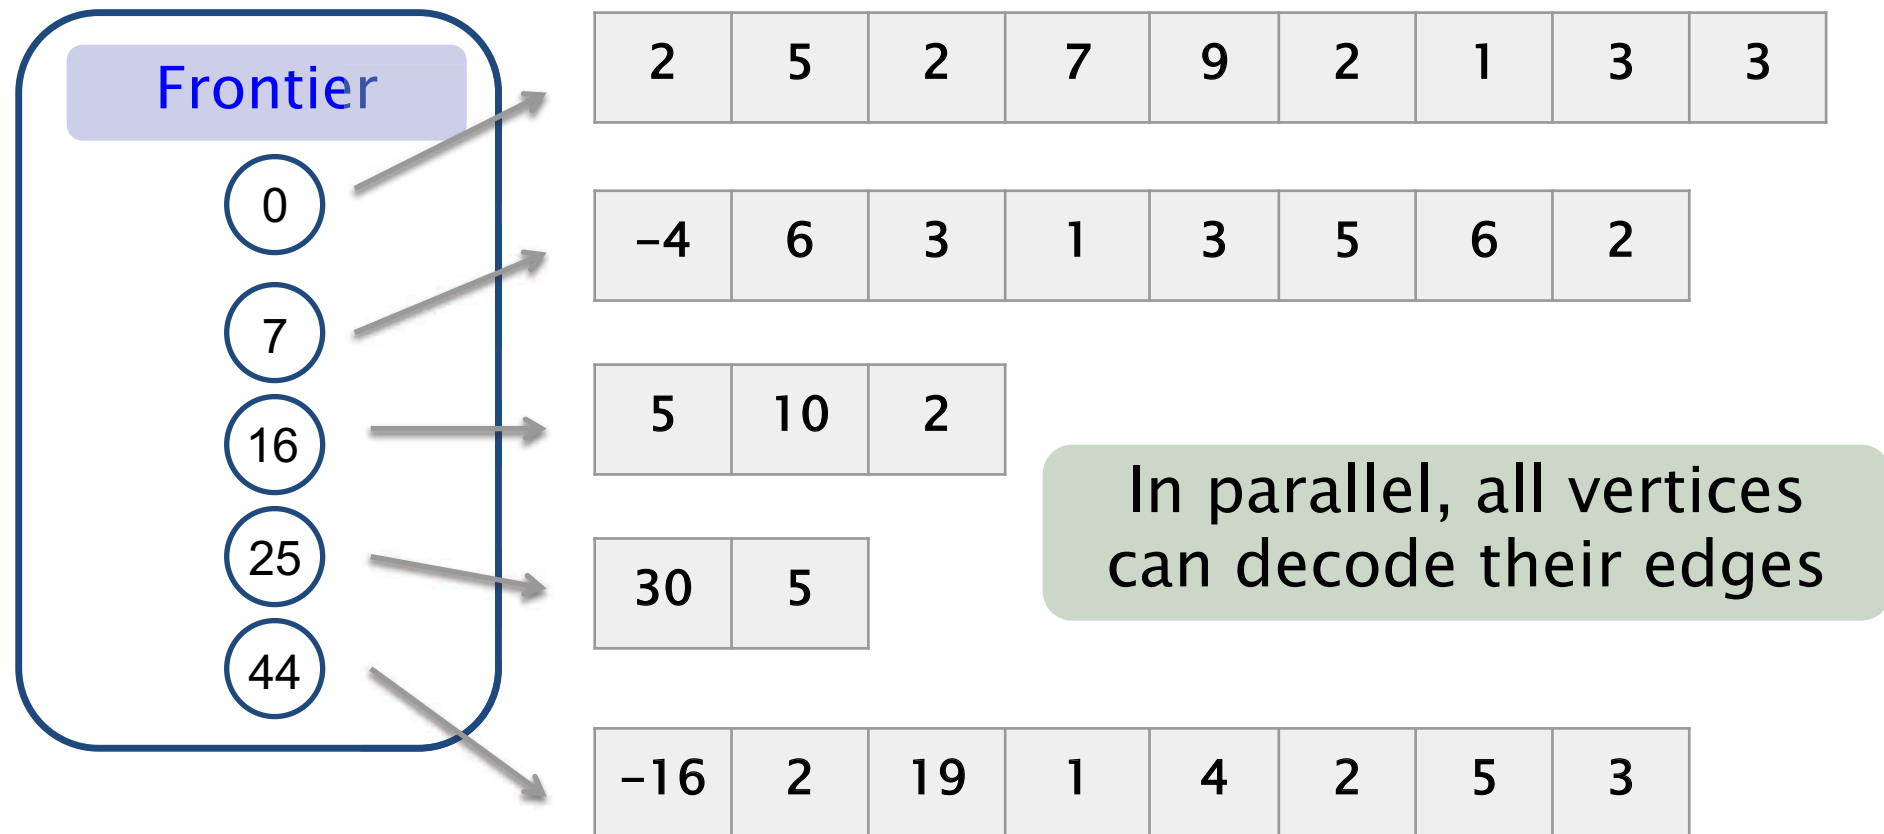 Frontier
0
2 5 2 7 9 2 1 3 3
7
-4 6 3 1 3 5 6 2
16
5 10 2
25
30 5
44
-16 2 19 1 4 2 5 3
In parallel, all vertices
can decode their edges